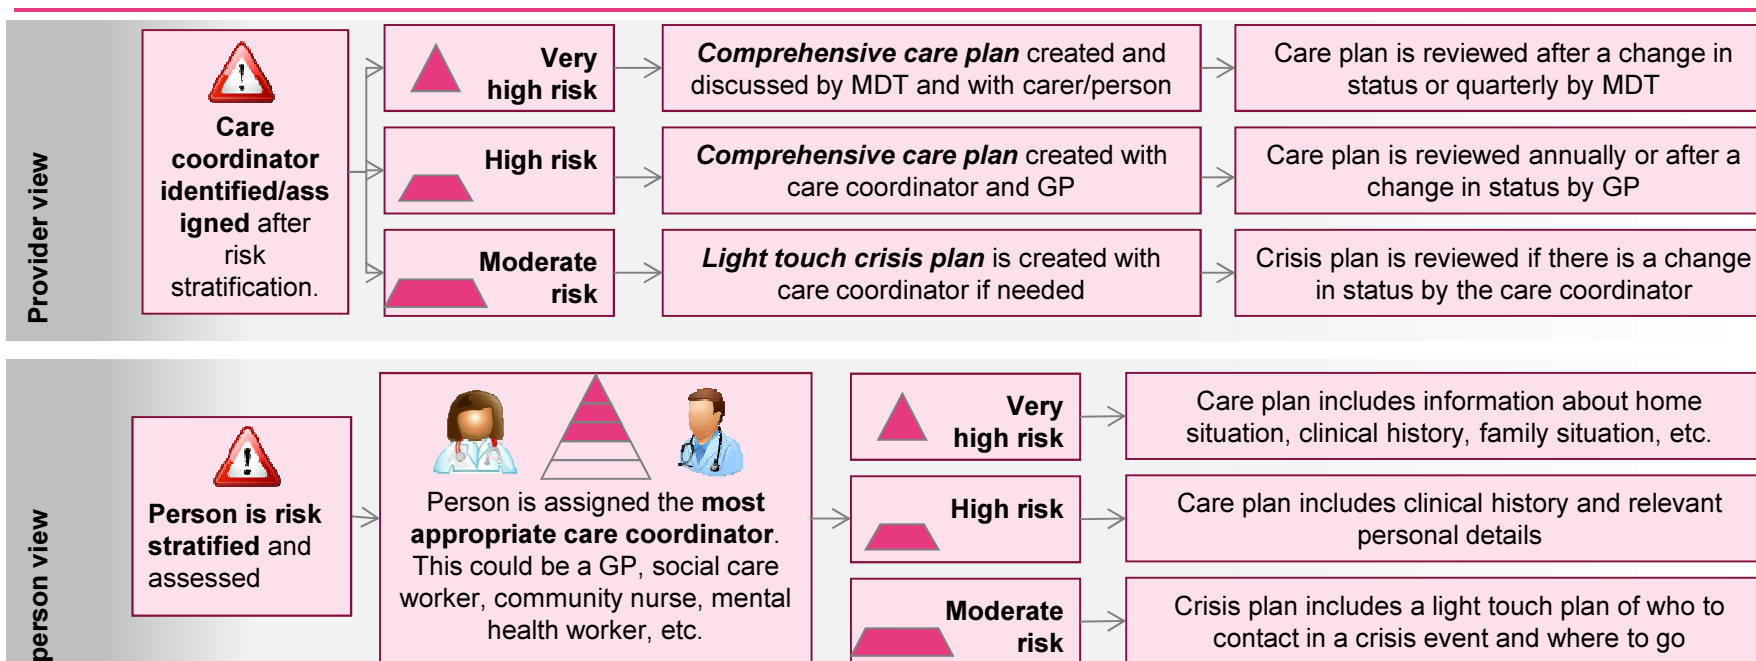 Provider view
Care
coordinator
identified/ass
igned after
risk
stratification.
Very
high risk
Comprehensive care plan created and
discussed by MDT and with carer/person
Care plan is reviewed after a change in
status or quarterly by MDT
High risk
Comprehensive care plan created with
care coordinator and GP
Care plan is reviewed annually or after a
change in status by GP
Moderate
risk
Light touch crisis plan is created with
care coordinator if needed
Crisis plan is reviewed if there is a change
in status by the care coordinator
person view
Person is risk
stratified and
assessed
Person is assigned the most
appropriate care coordinator.
This could be a GP, social care
worker, community nurse, mental
health worker, etc.
Very
high risk
Care plan includes information about home
situation, clinical history, family situation, etc.
High risk
Care plan includes clinical history and relevant
personal details
Moderate
risk
Crisis plan includes a light touch plan of who to
contact in a crisis event and where to go